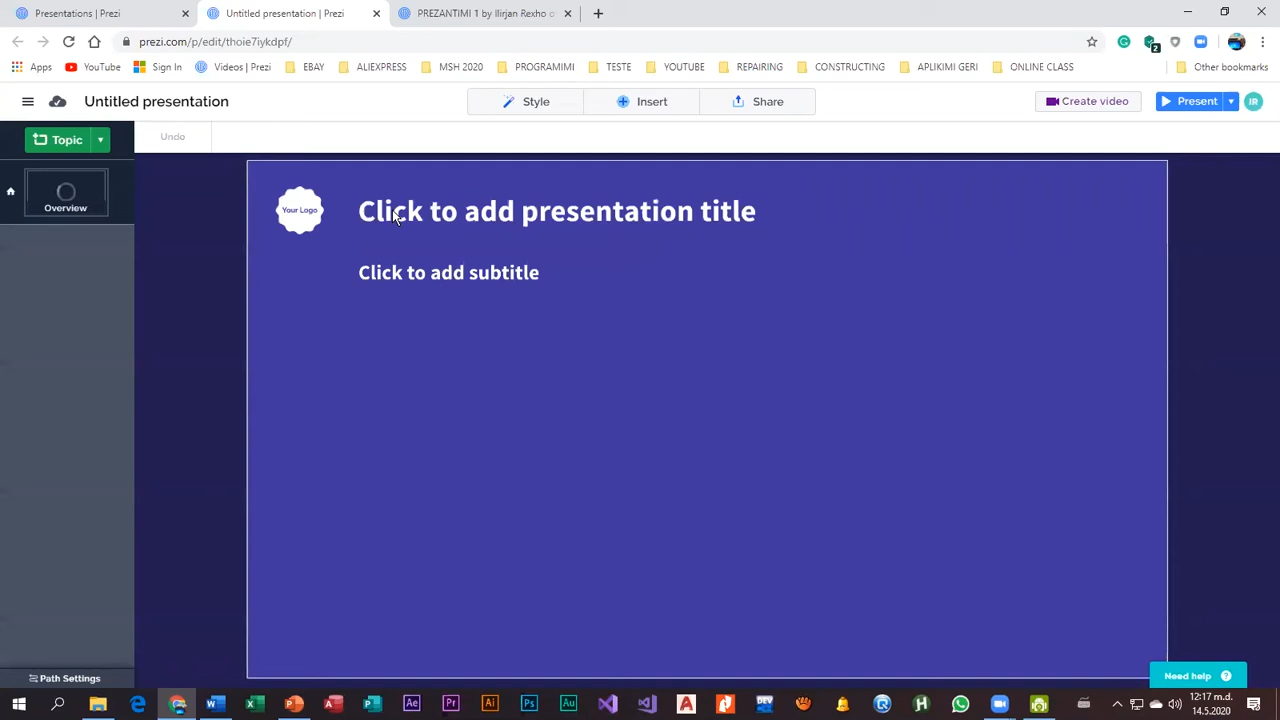 Presentations | Prezi
Untitled presentation | Prezi
PREZANTIMI 1 by Ilirjan Rexho o
prezi.com/p/edit/thoie7iykdpf/
2
Apps
YouTube
Sign In
Videos | Prezi
EBAY
ALIEXPRESS
MSH 2020
PROGRAMIMI
TESTE
YOUTUBE
REPAIRING
CONSTRUCTING
APLIKIMI GERI
ONLINE CLASS
Other bookmarks
Untitled presentation
Style
Insert
Share
Create video
Present
IR
Topic
Undo
Overview
Your Logo
Click to add presentation title
Click to add subtitle
Path Settings
Need help ?
12:17 m.d.
14.5.2020